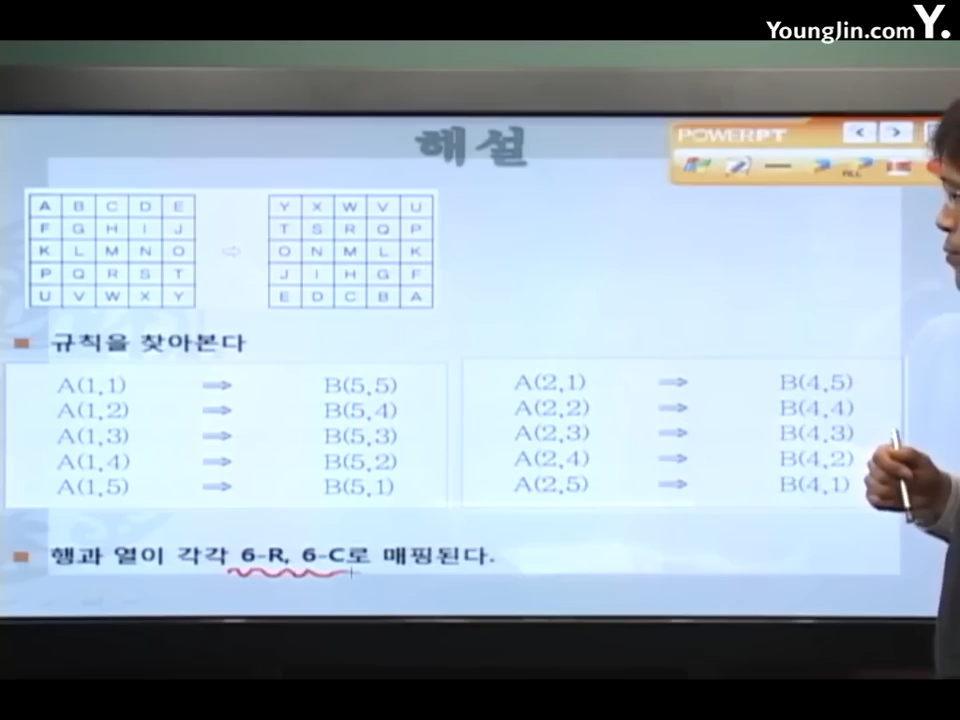 YoungJin.com Y.
해설
POWERPT
A B C D E
F G H I J
K L M N O
P Q R S T
U V W X Y
⇨
Y X W V U
T S R Q P
O N M L K
J I H G F
E D C B A
규칙을 찾아본다
A(1,1) ⇒ B(5,5)
A(1,2) ⇒ B(5,4)
A(1,3) ⇒ B(5,3)
A(1,4) ⇒ B(5,2)
A(1,5) ⇒ B(5,1)
A(2,1) ⇒ B(4,5)
A(2,2) ⇒ B(4,4)
A(2,3) ⇒ B(4,3)
A(2,4) ⇒ B(4,2)
A(2,5) ⇒ B(4,1)
행과 열이 각각 6-R, 6-C로 매핑된다.